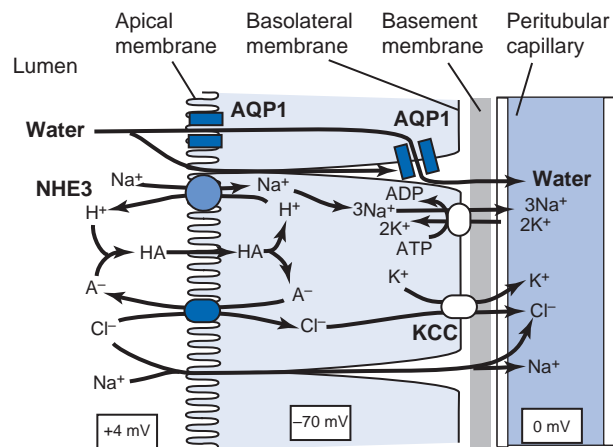 Apical
membrane
Basolateral
membrane
Basement
membrane
Peritubular
capillary
Lumen
AQP1
AQP1
Water
Water
NHE3
Na⁺
Na⁺
ADP
3Na⁺
3Na⁺
H⁺
H⁺
2K⁺
2K⁺
ATP
HA
HA
K⁺
K⁺
A⁻
A⁻
Cl⁻
Cl⁻
Cl⁻
KCC
Na⁺
Na⁺
+4 mV
–70 mV
0 mV